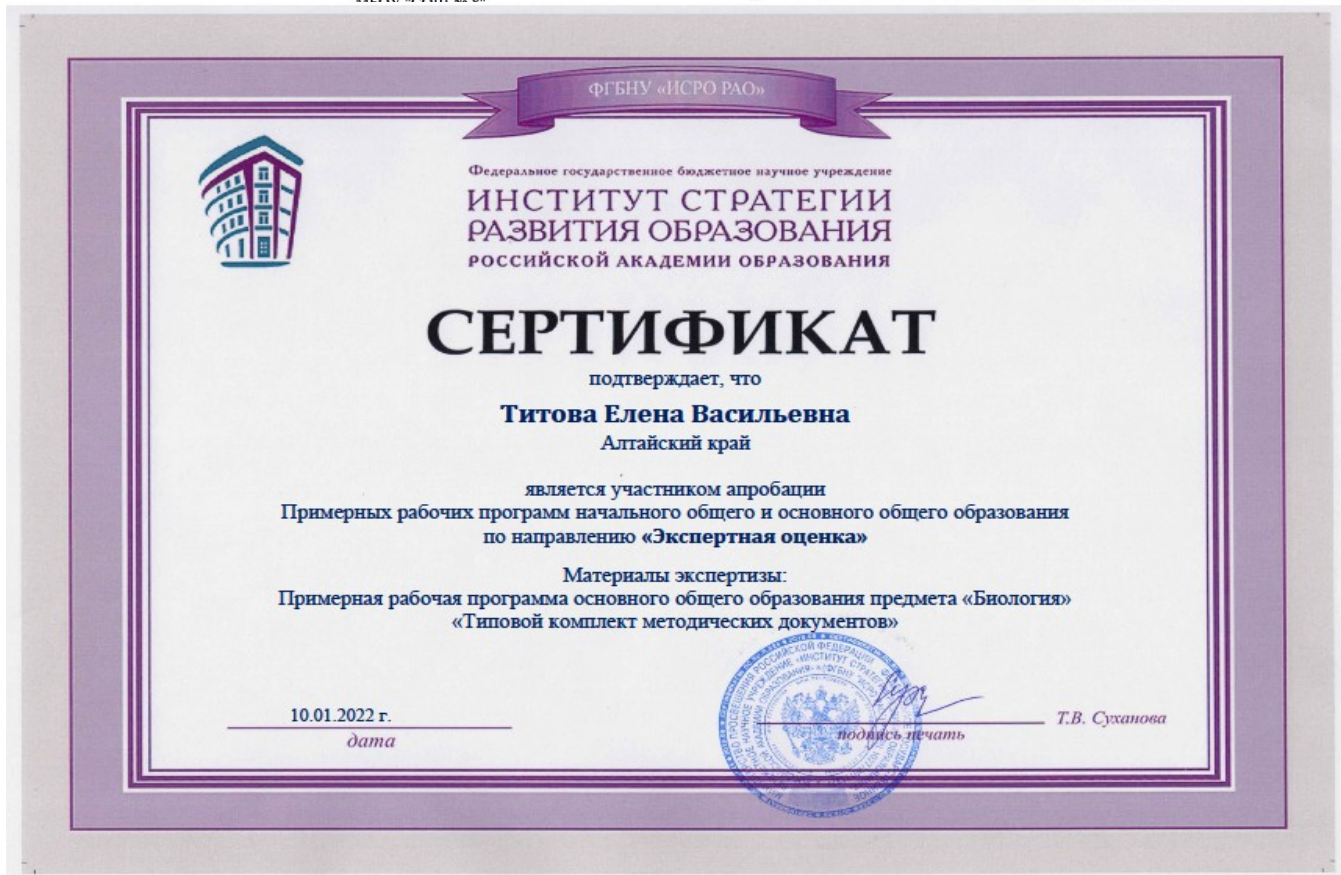 ФГБНУ «ИСРО РАО»
Федеральное государственное бюджетное научное учреждение
ИНСТИТУТ СТРАТЕГИИ
РАЗВИТИЯ ОБРАЗОВАНИЯ
РОССИЙСКОЙ АКАДЕМИИ ОБРАЗОВАНИЯ
СЕРТИФИКАТ
подтверждает, что
Титова Елена Васильевна
Алтайский край
является участником апробации
Примерных рабочих программ начального общего и основного общего образования
по направлению «Экспертная оценка»
Материалы экспертизы:
Примерная рабочая программа основного общего образования предмета «Биология»
«Типовой комплект методических документов»
10.01.2022 г.
дата
подпись печать
Т.В. Суханова